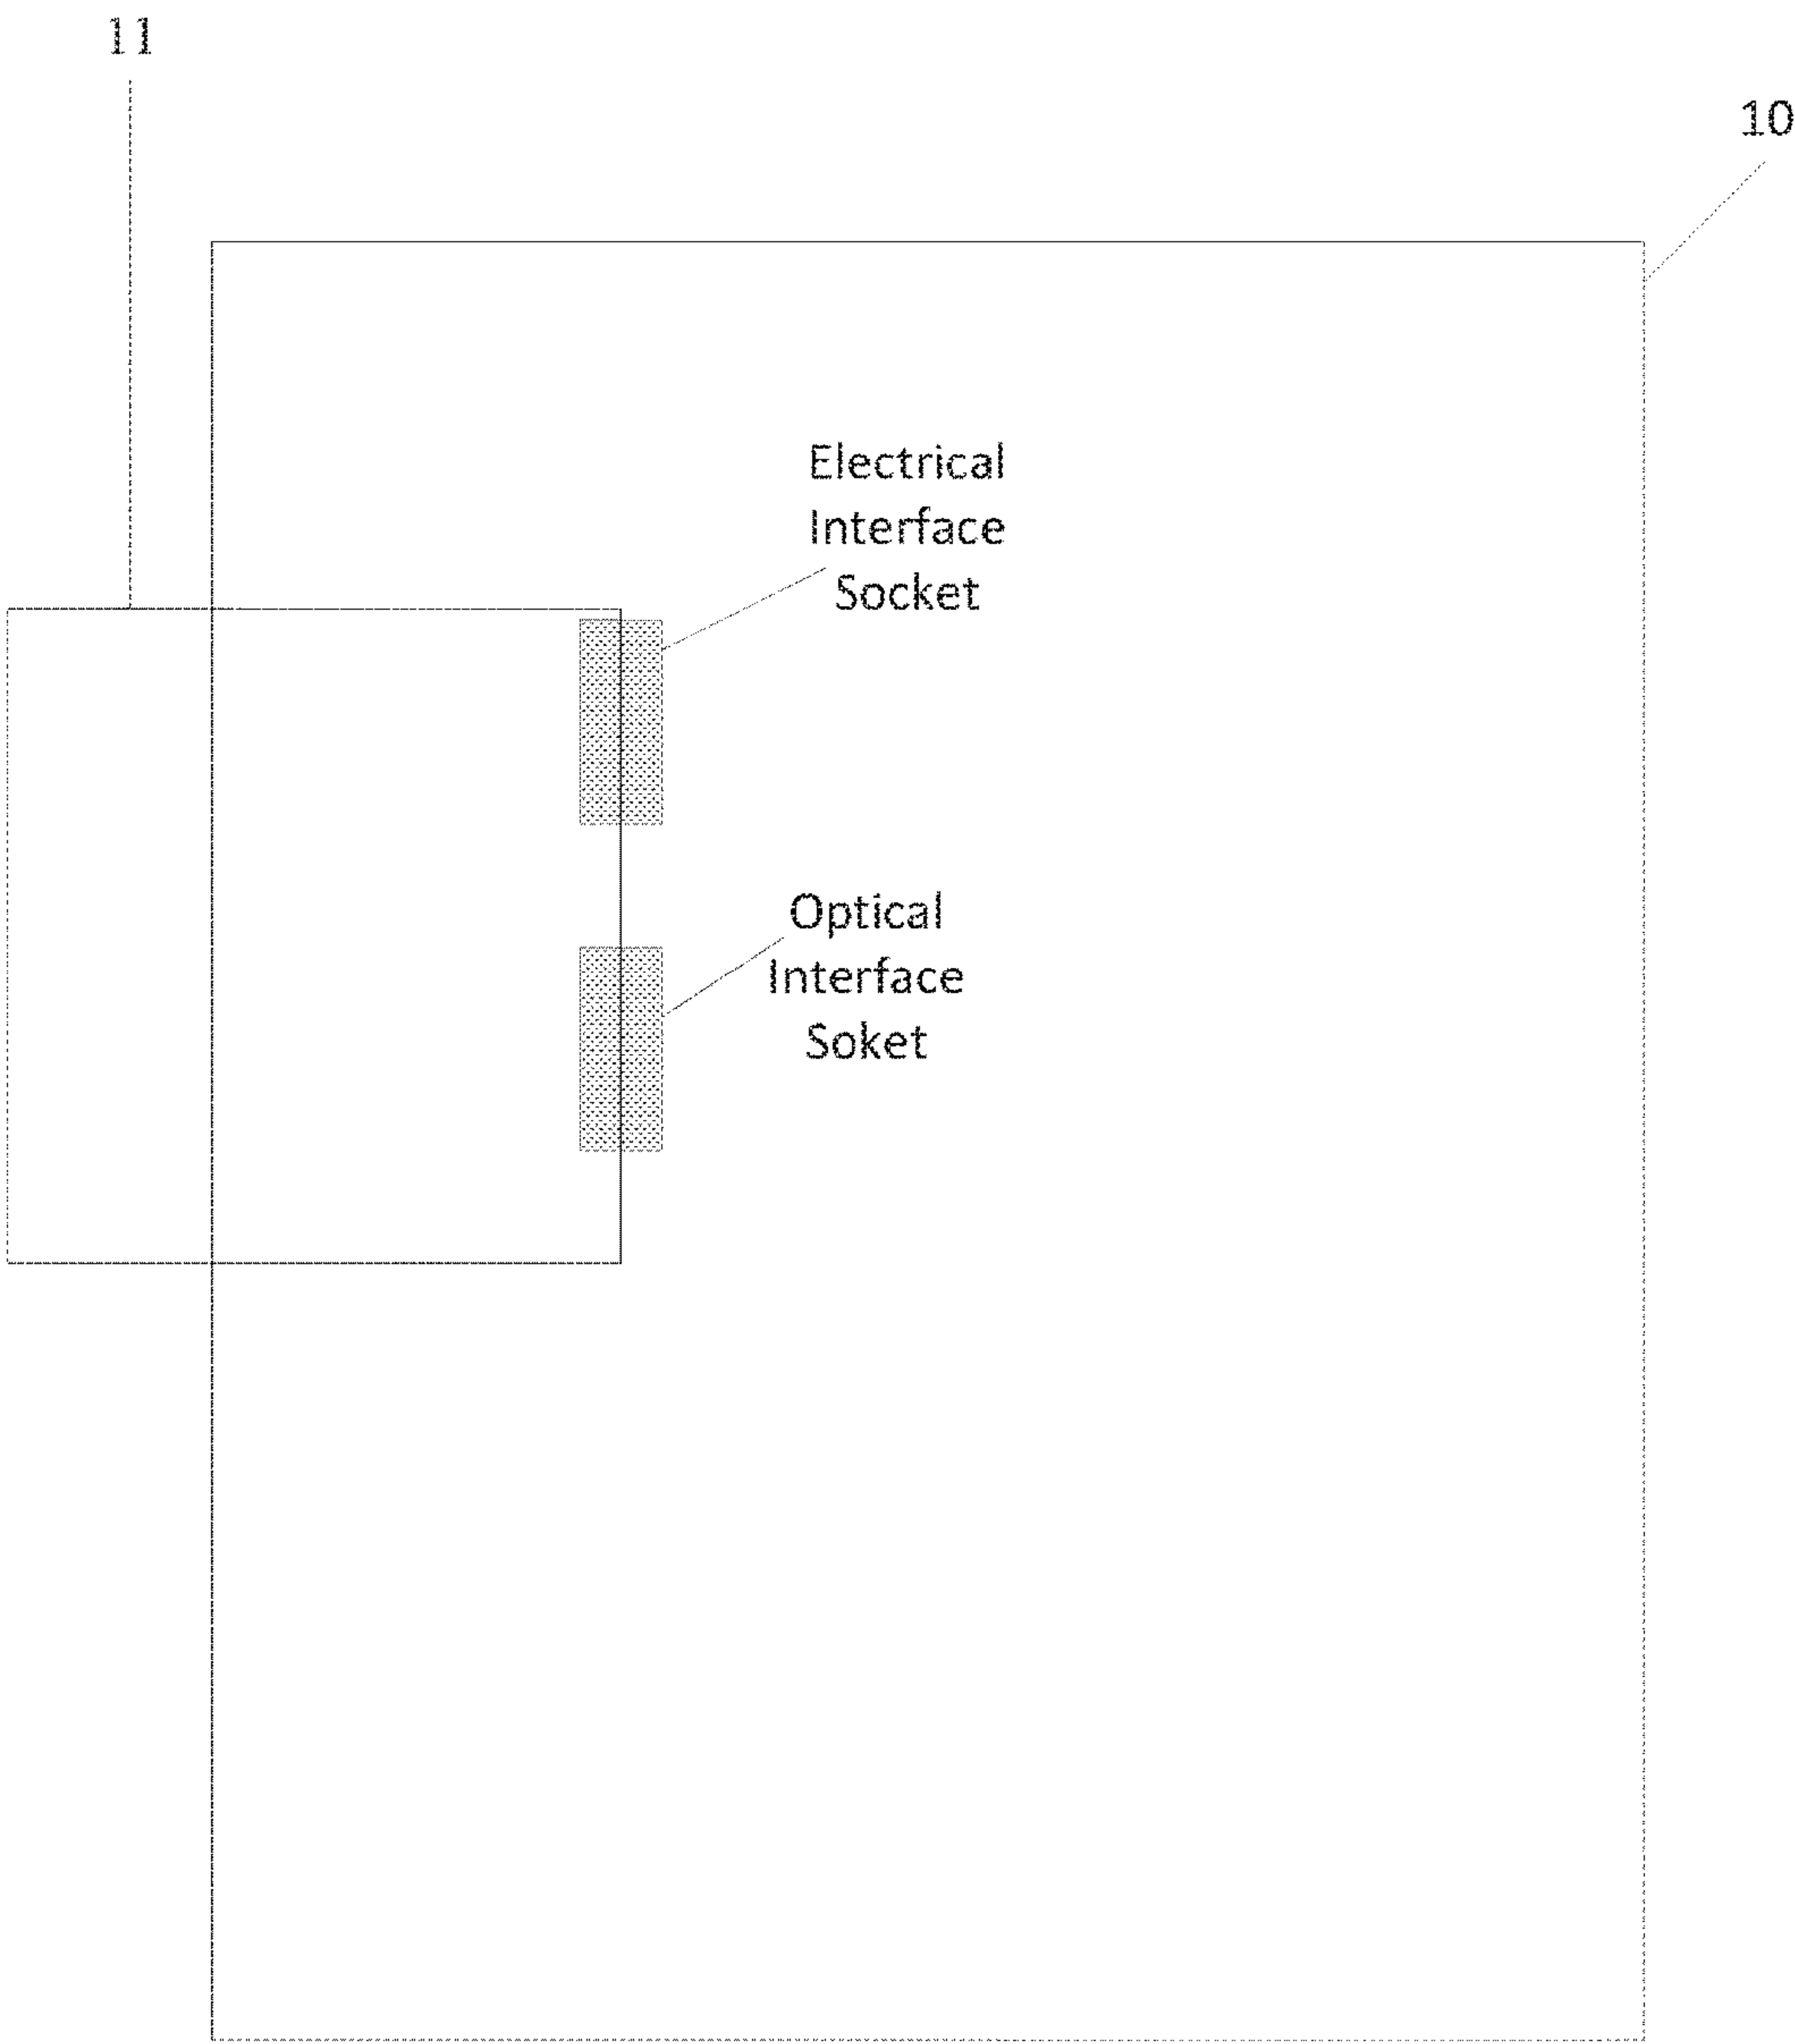 11
10
Electrical
Interface
Socket
Optical
Interface
Soket